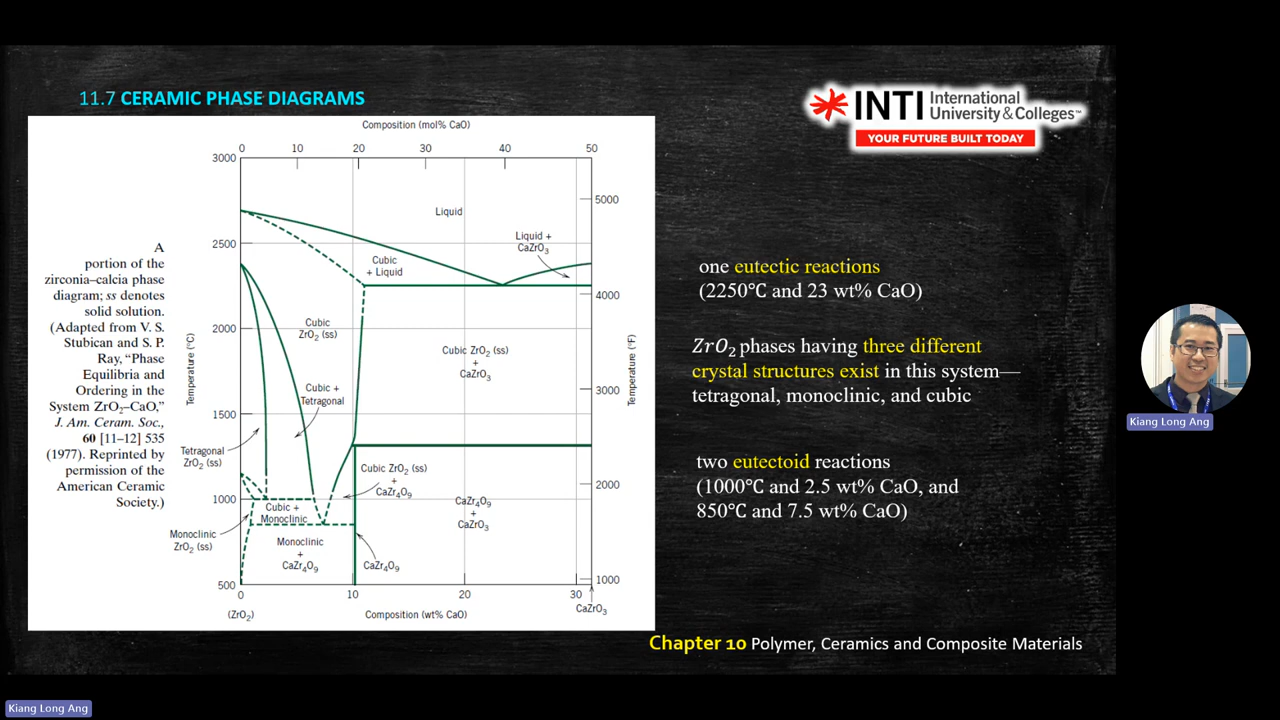 11.7 CERAMIC PHASE DIAGRAMS
INTI International
University & Colleges™
YOUR FUTURE BUILT TODAY
A
portion of the
zirconia–calcia phase
diagram; ss denotes
solid solution.
(Adapted from V. S.
Stubican and S. P.
Ray, “Phase
Equilibria and
Ordering in the
System ZrO₂–CaO,”
J. Am. Ceram. Soc.,
60 [11–12] 535
(1977). Reprinted by
permission of the
American Ceramic
Society.)
Composition (mol% CaO)
0 10 20 30 40 50
3000
2500
2000
1500
1000
500
Temperature (°C)
5000
4000
3000
2000
1000
Temperature (°F)
Liquid
Liquid +
CaZrO₃
Cubic
+ Liquid
Cubic
ZrO₂ (ss)
Cubic ZrO₂ (ss)
+
CaZrO₃
Cubic +
Tetragonal
Tetragonal
ZrO₂ (ss)
Cubic ZrO₂ (ss)
+
CaZr₄O₉
Cubic +
Monoclinic
CaZr₄O₉
+
CaZrO₃
Monoclinic
ZrO₂ (ss)
Monoclinic
+
CaZr₄O₉
CaZr₄O₉
0 10 20 30
CaZrO₃
(ZrO₂)
Composition (wt% CaO)
one eutectic reactions
(2250℃ and 23 wt% CaO)
ZrO₂ phases having three different
crystal structures exist in this system—
tetragonal, monoclinic, and cubic
two eutectoid reactions
(1000℃ and 2.5 wt% CaO, and
850℃ and 7.5 wt% CaO)
Chapter 10 Polymer, Ceramics and Composite Materials
Kiang Long Ang
Kiang Long Ang